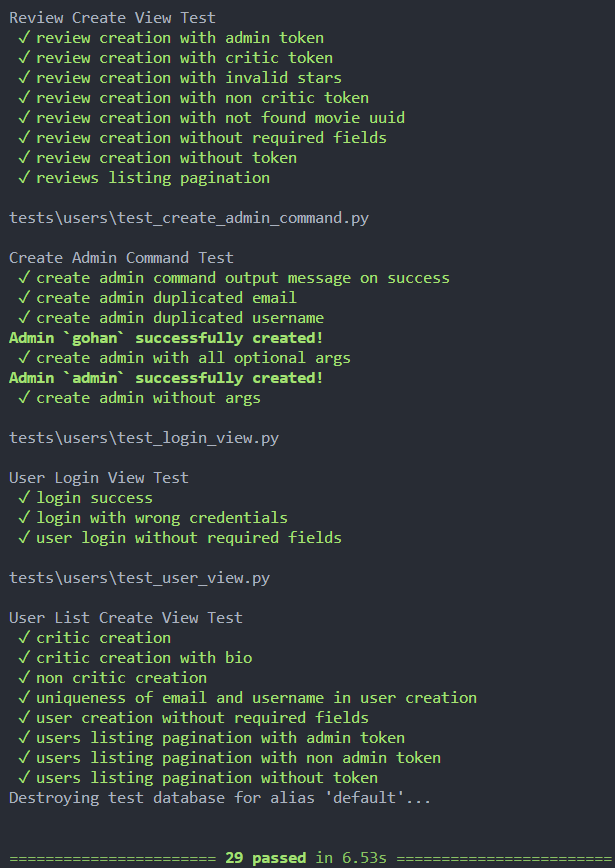 Review Create View Test
✓ review creation with admin token
✓ review creation with critic token
✓ review creation with invalid stars
✓ review creation with non critic token
✓ review creation with not found movie uuid
✓ review creation without required fields
✓ review creation without token
✓ reviews listing pagination
tests\users\test_create_admin_command.py
Create Admin Command Test
✓ create admin command output message on success
✓ create admin duplicated email
✓ create admin duplicated username
Admin `gohan` successfully created!
✓ create admin with all optional args
Admin `admin` successfully created!
✓ create admin without args
tests\users\test_login_view.py
User Login View Test
✓ login success
✓ login with wrong credentials
✓ user login without required fields
tests\users\test_user_view.py
User List Create View Test
✓ critic creation
✓ critic creation with bio
✓ non critic creation
✓ uniqueness of email and username in user creation
✓ user creation without required fields
✓ users listing pagination with admin token
✓ users listing pagination with non admin token
✓ users listing pagination without token
Destroying test database for alias 'default'...
======================= 29 passed in 6.53s ========================